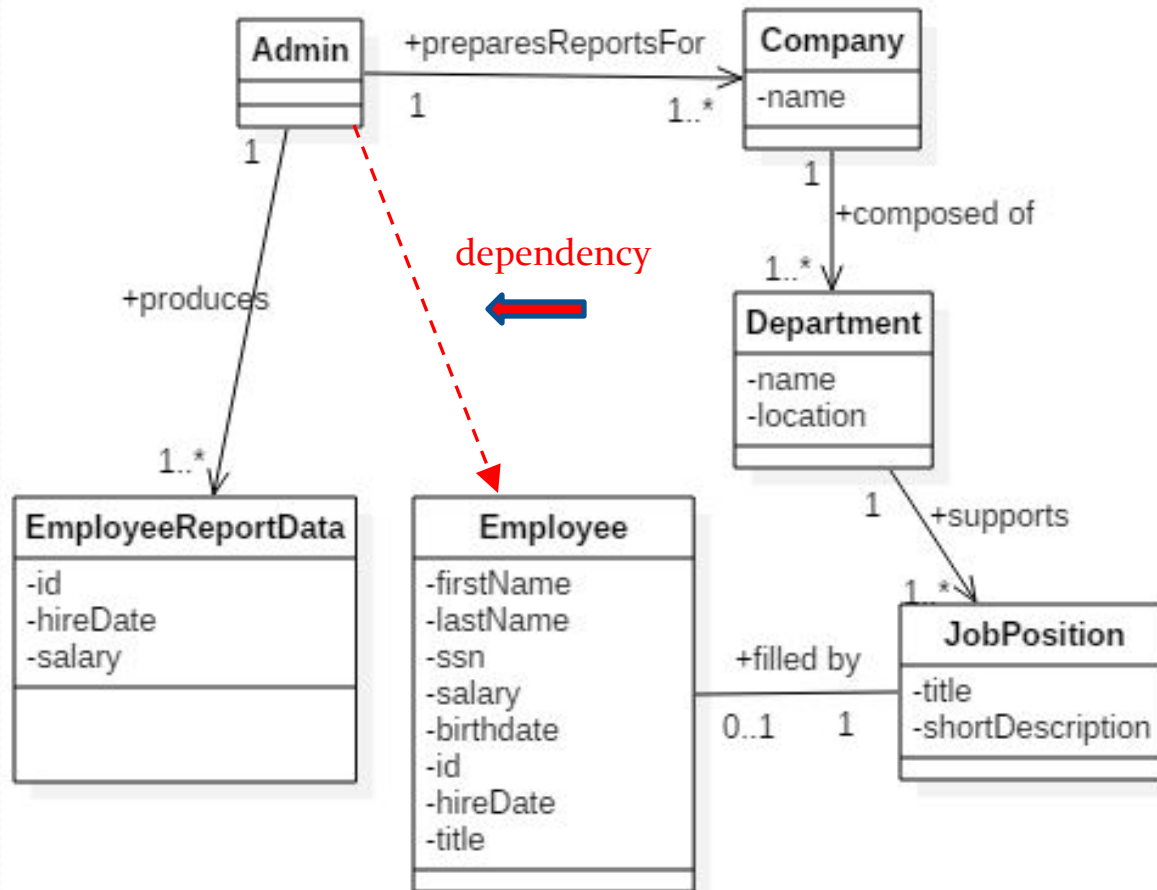 Admin
+preparesReportsFor
1
1..*
Company
-name
1
+produces
1..*
dependency
1
+composed of
1..*
Department
-name
-location
1
+supports
1..*
EmployeeReportData
-id
-hireDate
-salary
Employee
-firstName
-lastName
-ssn
-salary
-birthdate
-id
-hireDate
-title
+filled by
0..1
1
JobPosition
-title
-shortDescription